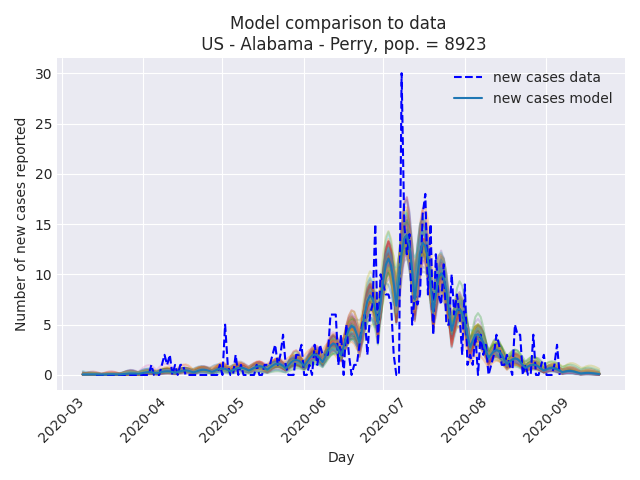 Model comparison to data
US - Alabama - Perry, pop. = 8923
Number of new cases reported
30
25
20
15
10
5
0
new cases data
new cases model
2020-03
2020-04
2020-05
2020-06
2020-07
2020-08
2020-09
Day